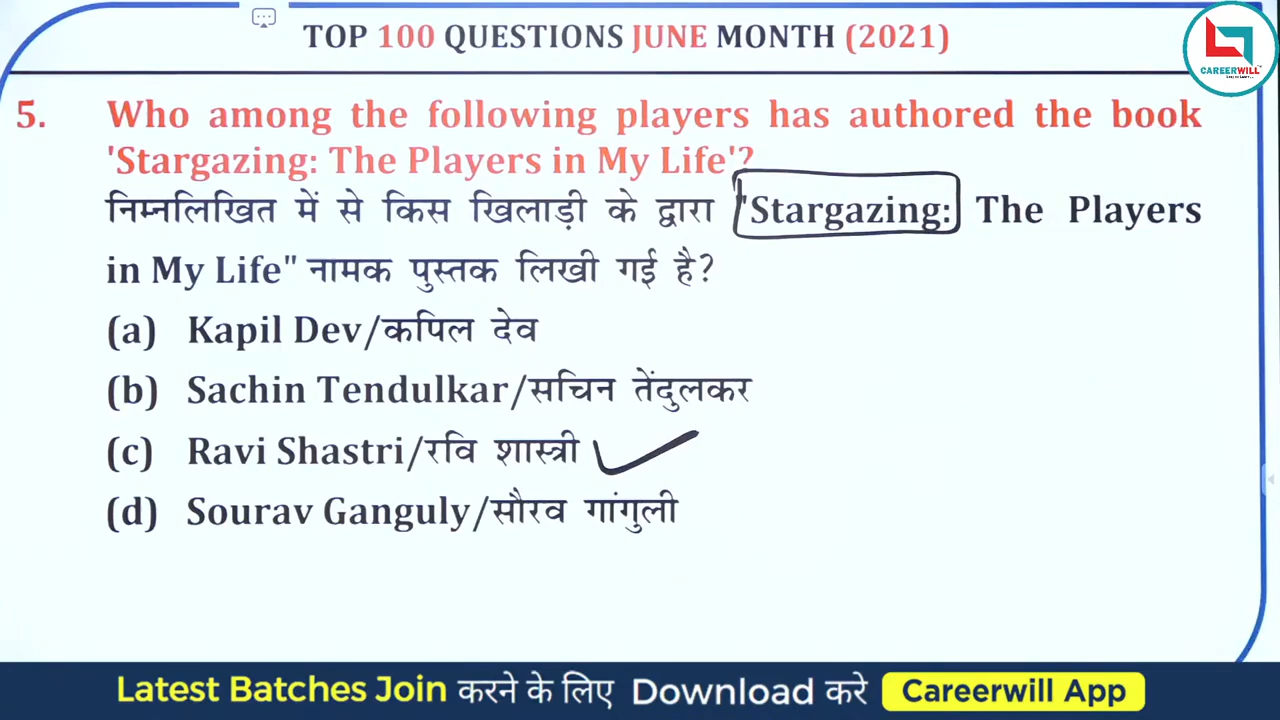 TOP 100 QUESTIONS JUNE MONTH (2021)
CAREERWILL
5. Who among the following players has authored the book
'Stargazing: The Players in My Life'?
निम्नलिखित में से किस खिलाड़ी के द्वारा "Stargazing: The Players
in My Life" नामक पुस्तक लिखी गई है?
(a) Kapil Dev/कपिल देव
(b) Sachin Tendulkar/सचिन तेंदुलकर
(c) Ravi Shastri/रवि शास्त्री
(d) Sourav Ganguly/सौरव गांगुली
Latest Batches Join करने के लिए Download करे Careerwill App